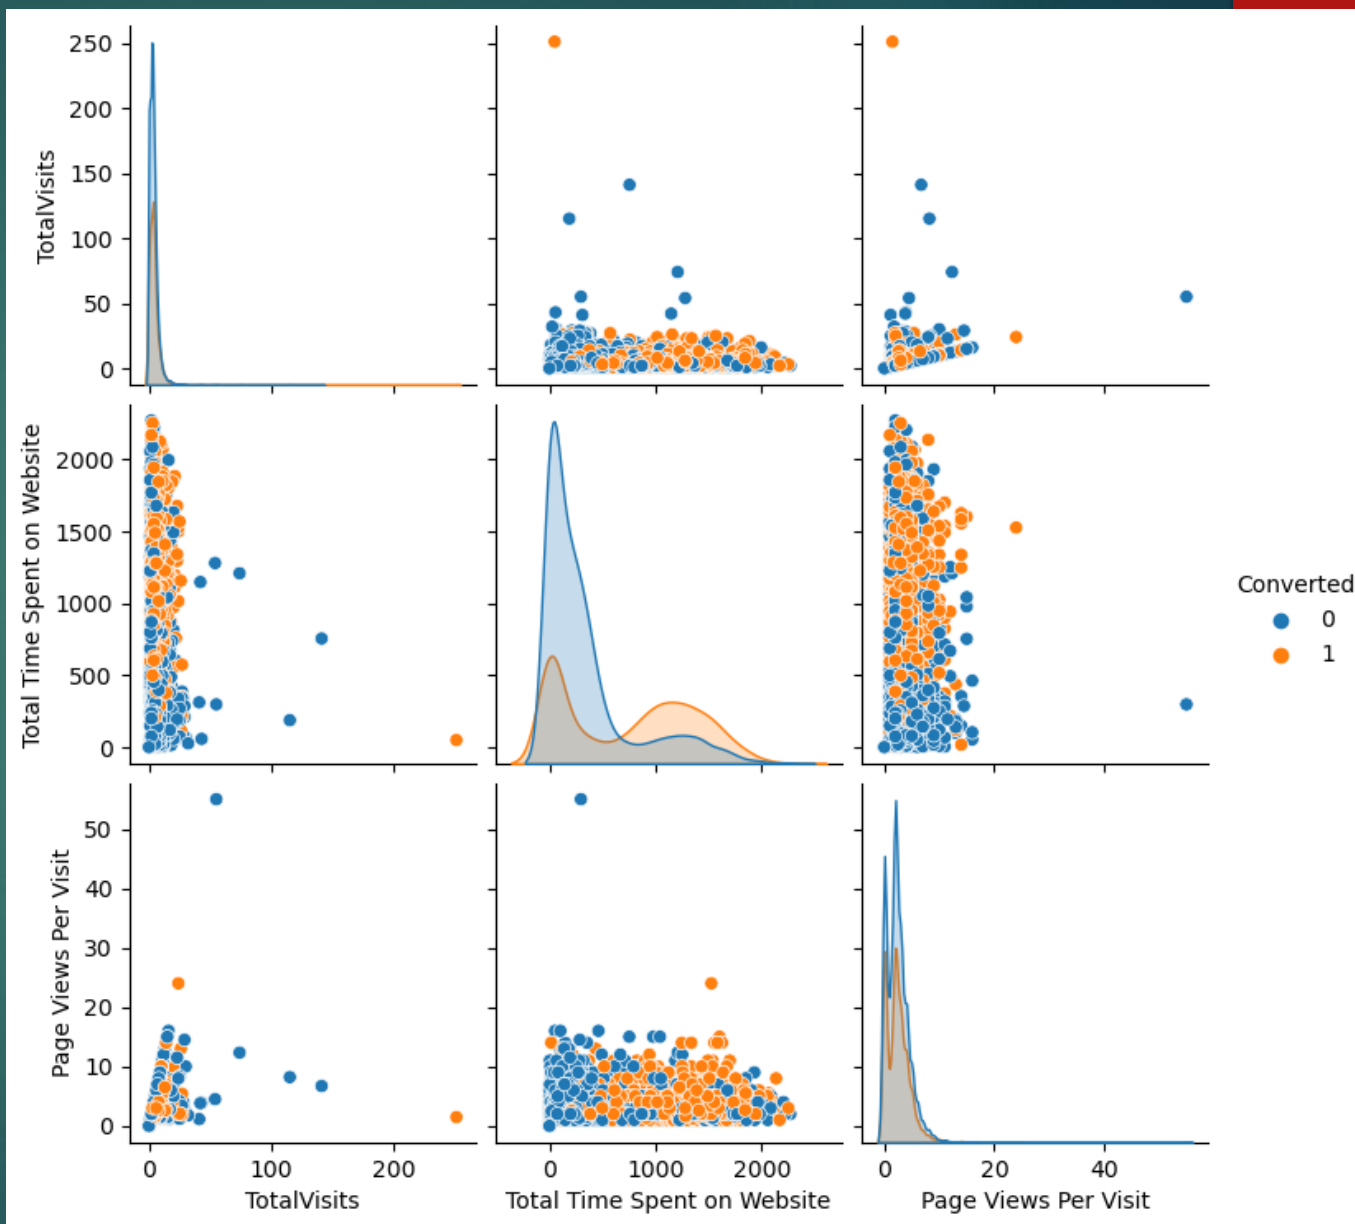 250
200
150
100
50
0
TotalVisits
2000
1500
1000
500
0
Total Time Spent on Website
Converted
0
1
50
40
30
20
10
0
Page Views Per Visit
0 100 200
TotalVisits
0 1000 2000
Total Time Spent on Website
0 20 40
Page Views Per Visit